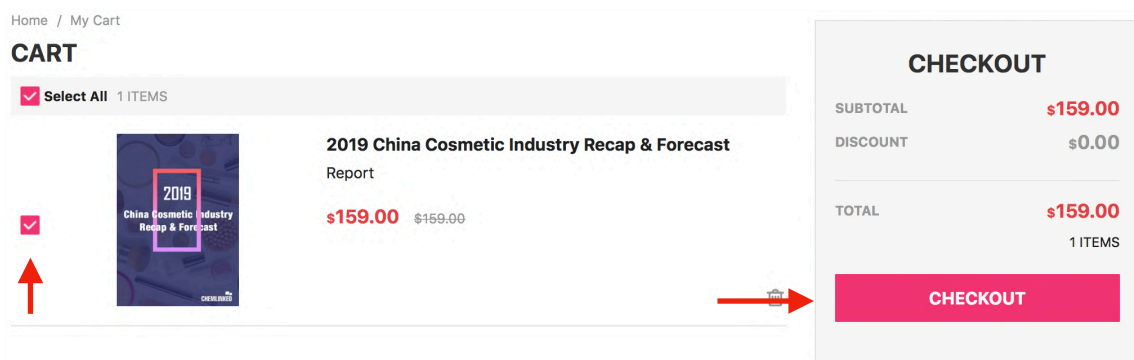 Home / My Cart
CART
Select All 1 ITEMS
2019
China Cosmetic Industry
Recap & Forecast
CHEMLINKED
2019 China Cosmetic Industry Recap & Forecast
Report
$159.00 $159.00
CHECKOUT
SUBTOTAL $159.00
DISCOUNT $0.00
TOTAL $159.00
1 ITEMS
CHECKOUT